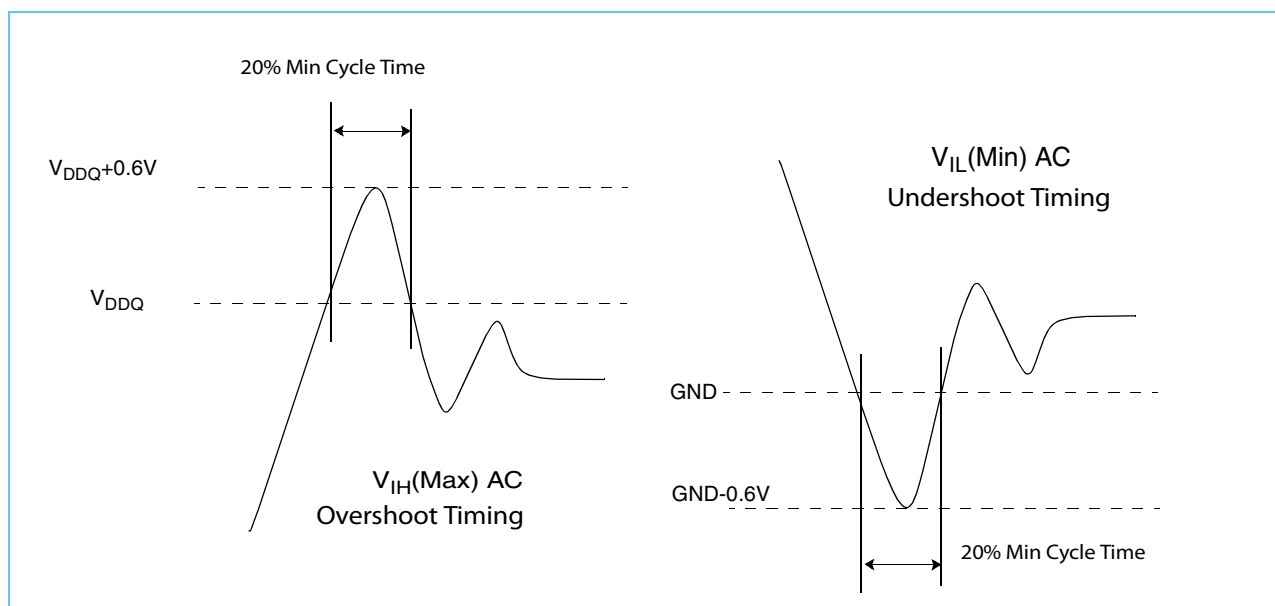 20% Min Cycle Time
VDDQ+0.6V
VDDQ
VIH(Max) AC
Overshoot Timing
VIL(Min) AC
Undershoot Timing
GND
GND-0.6V
20% Min Cycle Time